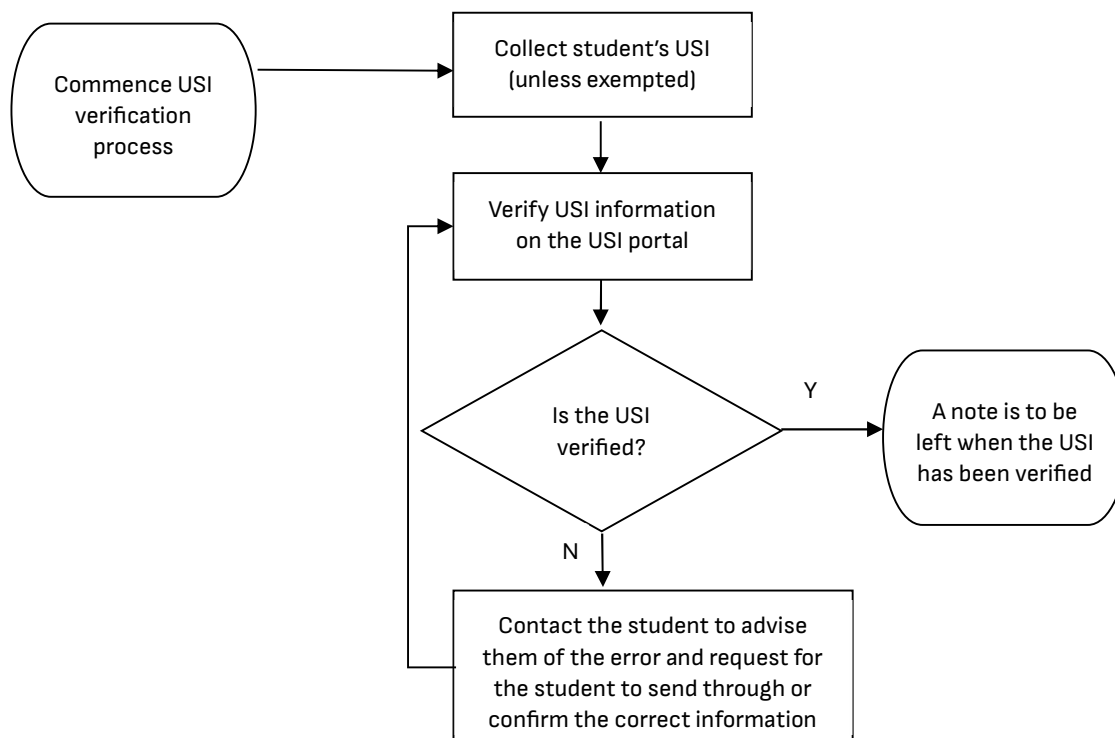 Commence USI
verification
process
Collect student's USI
(unless exempted)
Verify USI information
on the USI portal
Is the USI
verified?
Y
A note is to be
left when the USI
has been verified
N
Contact the student to advise
them of the error and request for
the student to send through or
confirm the correct information